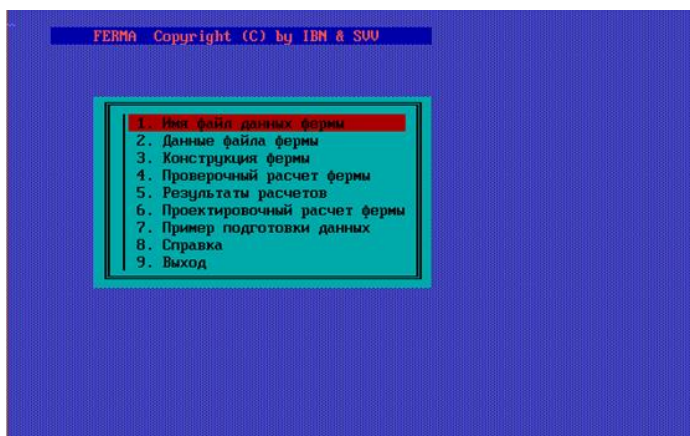 FERMA Copyright (C) by IBN & SVV
1. Имя файл данных фермы
2. Данные файла фермы
3. Конструкция фермы
4. Проверочный расчет фермы
5. Результаты расчетов
6. Проектировочный расчет фермы
7. Пример подготовки данных
8. Справка
9. Выход